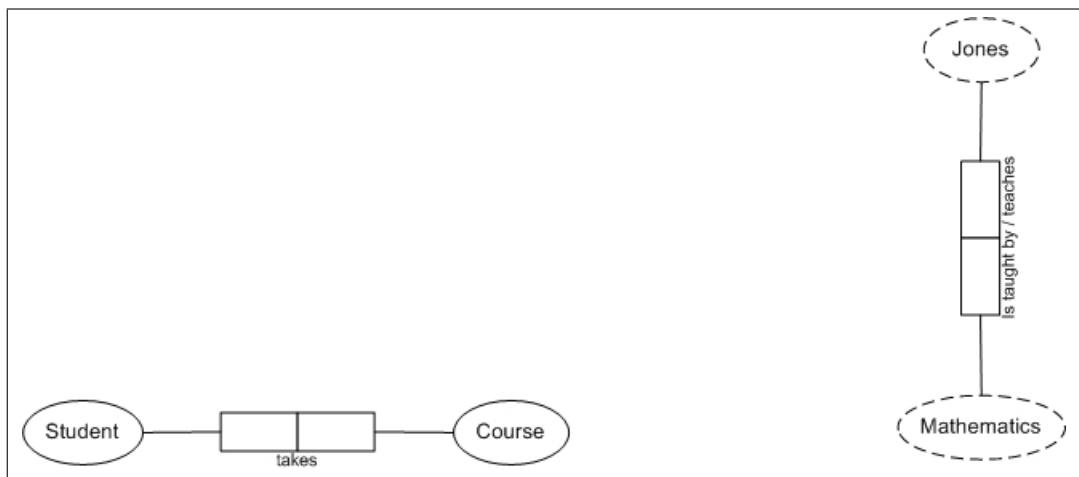 Jones
Is taught by / teaches
Mathematics
Student
takes
Course